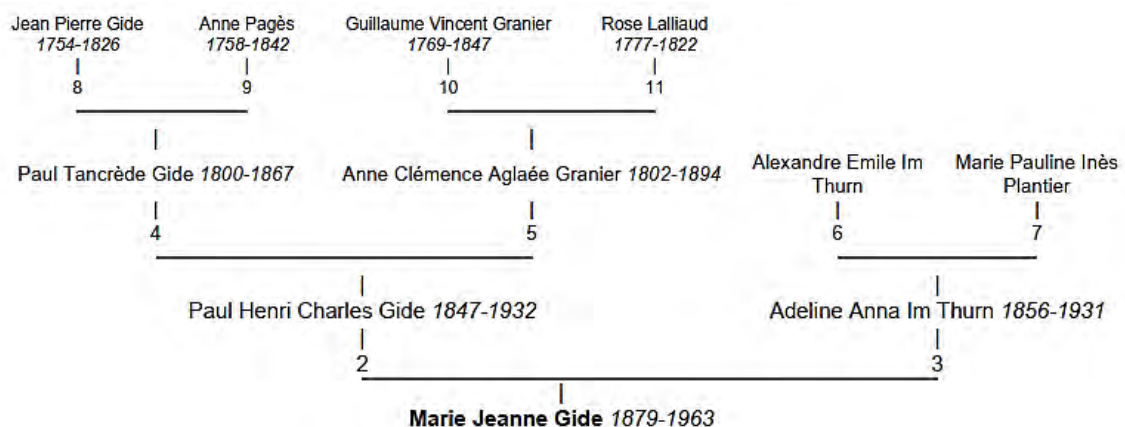 Jean Pierre Gide
1754-1826
Anne Pagès
1758-1842
Guillaume Vincent Granier
1769-1847
Rose Lalliaud
1777-1822
8
9
10
11
Paul Tancrède Gide 1800-1867
Anne Clémence Aglaée Granier 1802-1894
Alexandre Emile Im
Thurn
Marie Pauline Inès
Plantier
4
5
6
7
Paul Henri Charles Gide 1847-1932
Adeline Anna Im Thurn 1856-1931
2
3
Marie Jeanne Gide 1879-1963